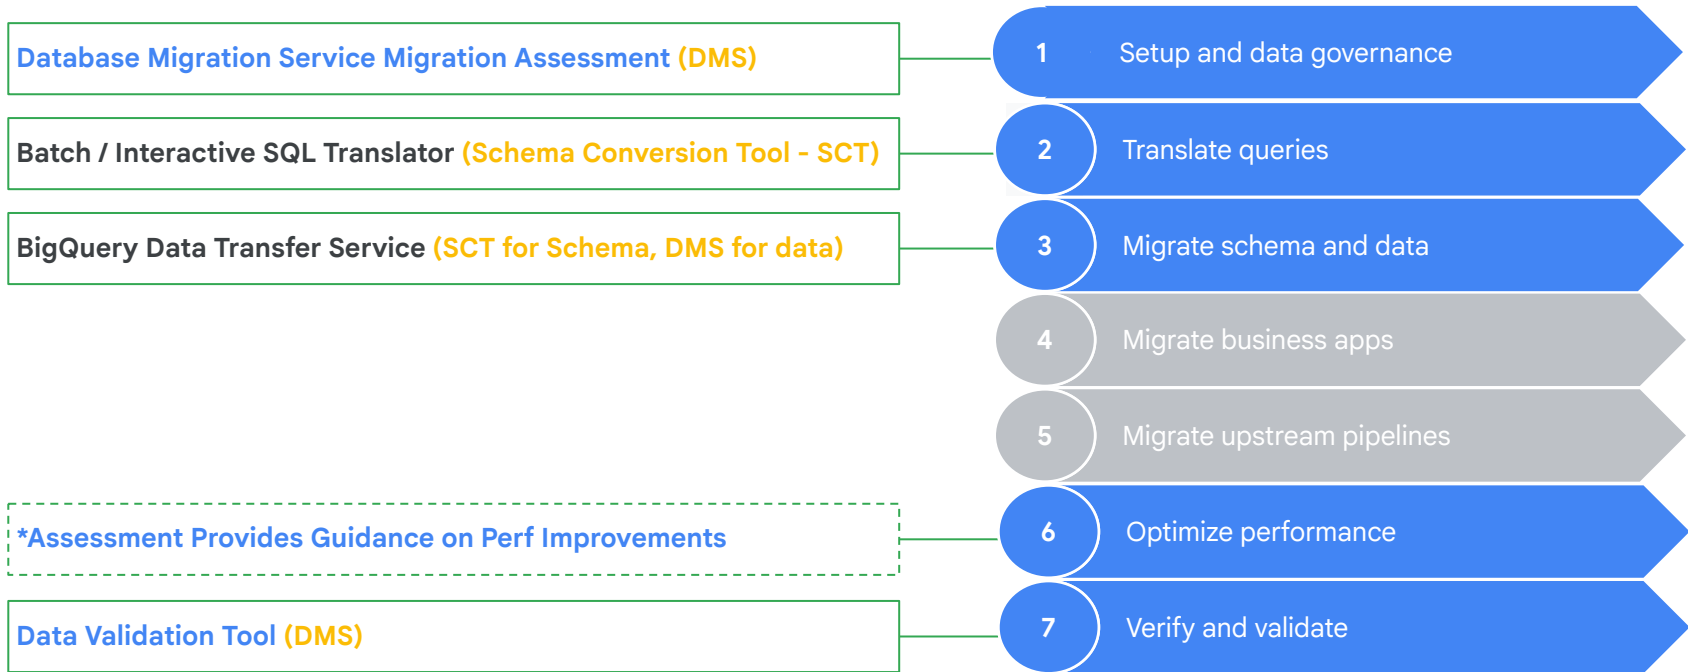 Database Migration Service Migration Assessment (DMS)
1 Setup and data governance
Batch / Interactive SQL Translator (Schema Conversion Tool - SCT)
2 Translate queries
BigQuery Data Transfer Service (SCT for Schema, DMS for data)
3 Migrate schema and data
4 Migrate business apps
5 Migrate upstream pipelines
*Assessment Provides Guidance on Perf Improvements
6 Optimize performance
Data Validation Tool (DMS)
7 Verify and validate